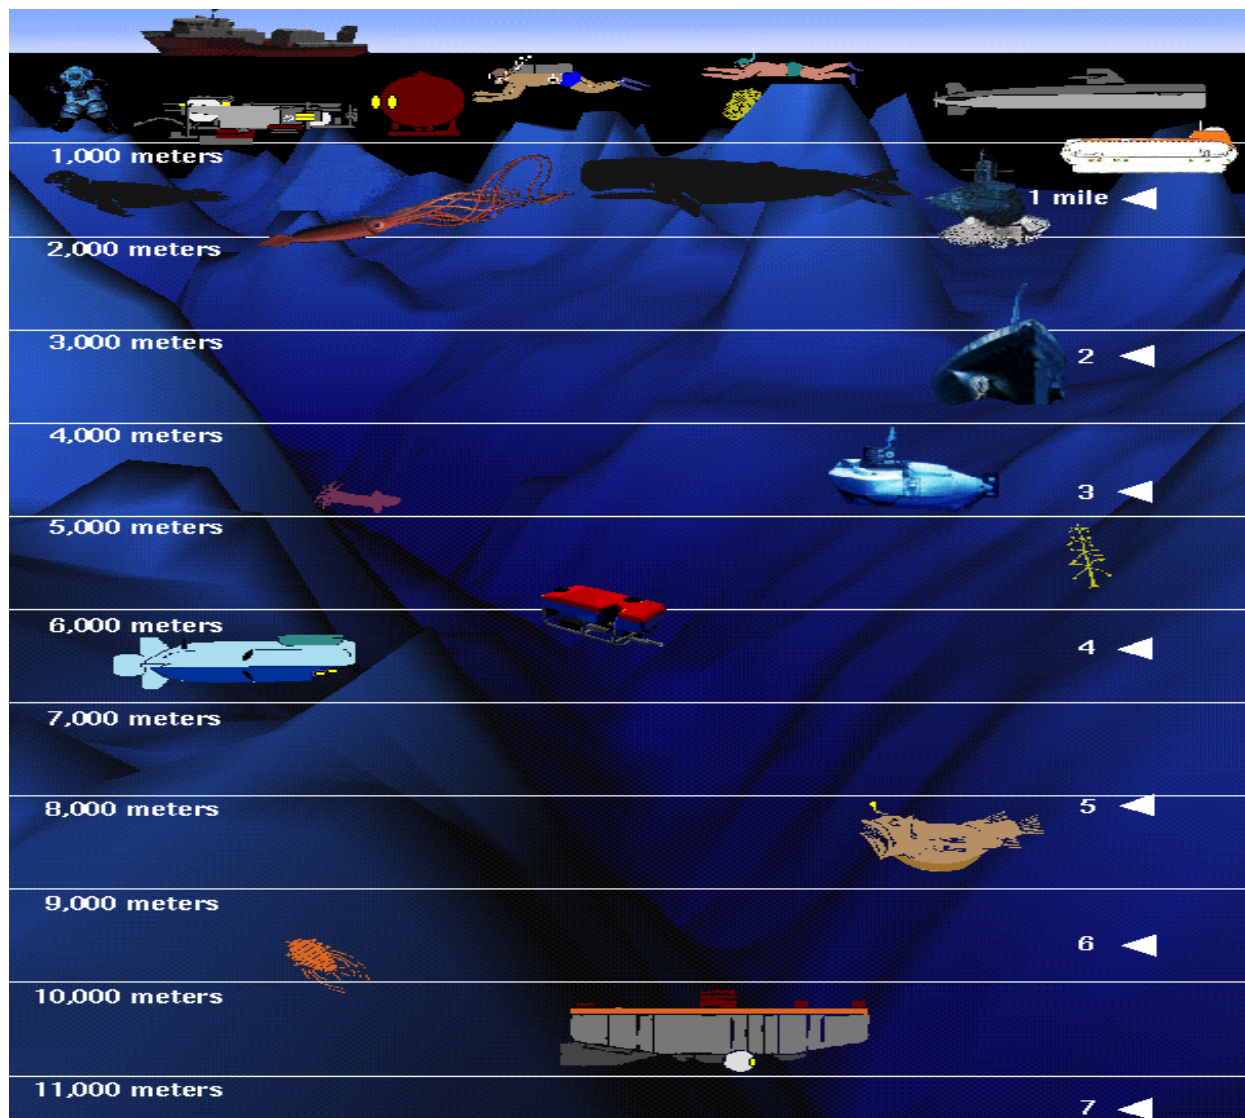 1,000 meters
1 mile
2,000 meters
3,000 meters
2
4,000 meters
3
5,000 meters
6,000 meters
4
7,000 meters
8,000 meters
5
9,000 meters
6
10,000 meters
11,000 meters
7